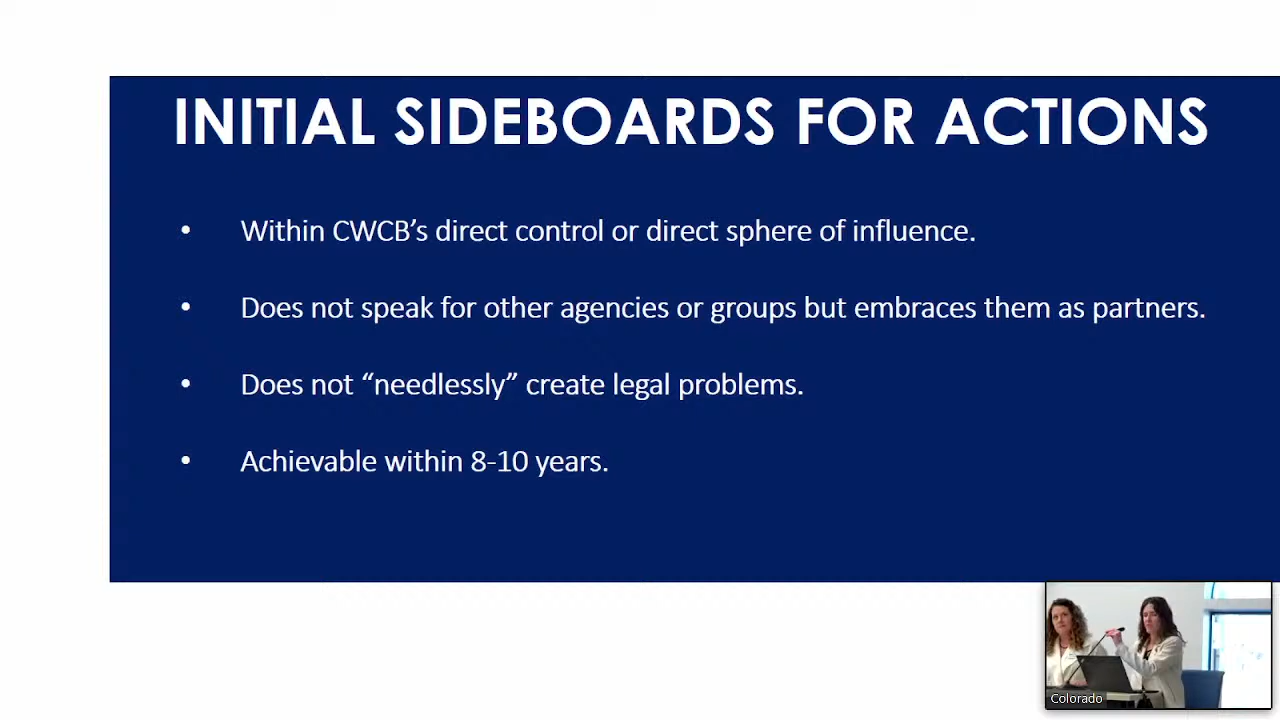 INITIAL SIDEBOARDS FOR ACTIONS
• Within CWCB’s direct control or direct sphere of influence.
• Does not speak for other agencies or groups but embraces them as partners.
• Does not “needlessly” create legal problems.
• Achievable within 8-10 years.
Colorado